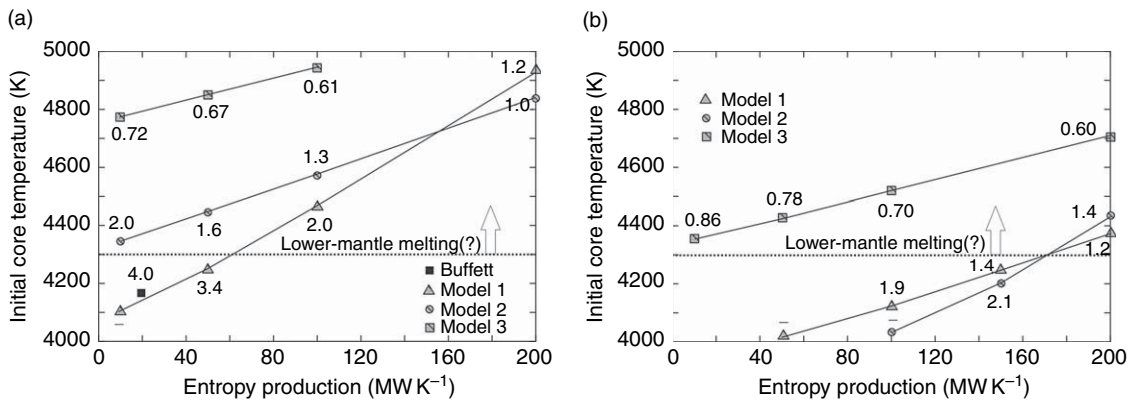 (a)
5000
4800
4600
4400
4200
4000
Initial core temperature (K)
0
40
80
120
160
200
Entropy production (MW K⁻¹)
0.72
0.67
0.61
1.2
1.0
2.0
1.6
1.3
2.0
Lower-mantle melting(?)
4.0
3.4
Buffett
Model 1
Model 2
Model 3
(b)
5000
4800
4600
4400
4200
4000
Initial core temperature (K)
0
40
80
120
160
200
Entropy production (MW K⁻¹)
Model 1
Model 2
Model 3
0.60
0.86
0.78
0.70
1.4
Lower-mantle melting(?)
1.2
1.4
1.9
2.1